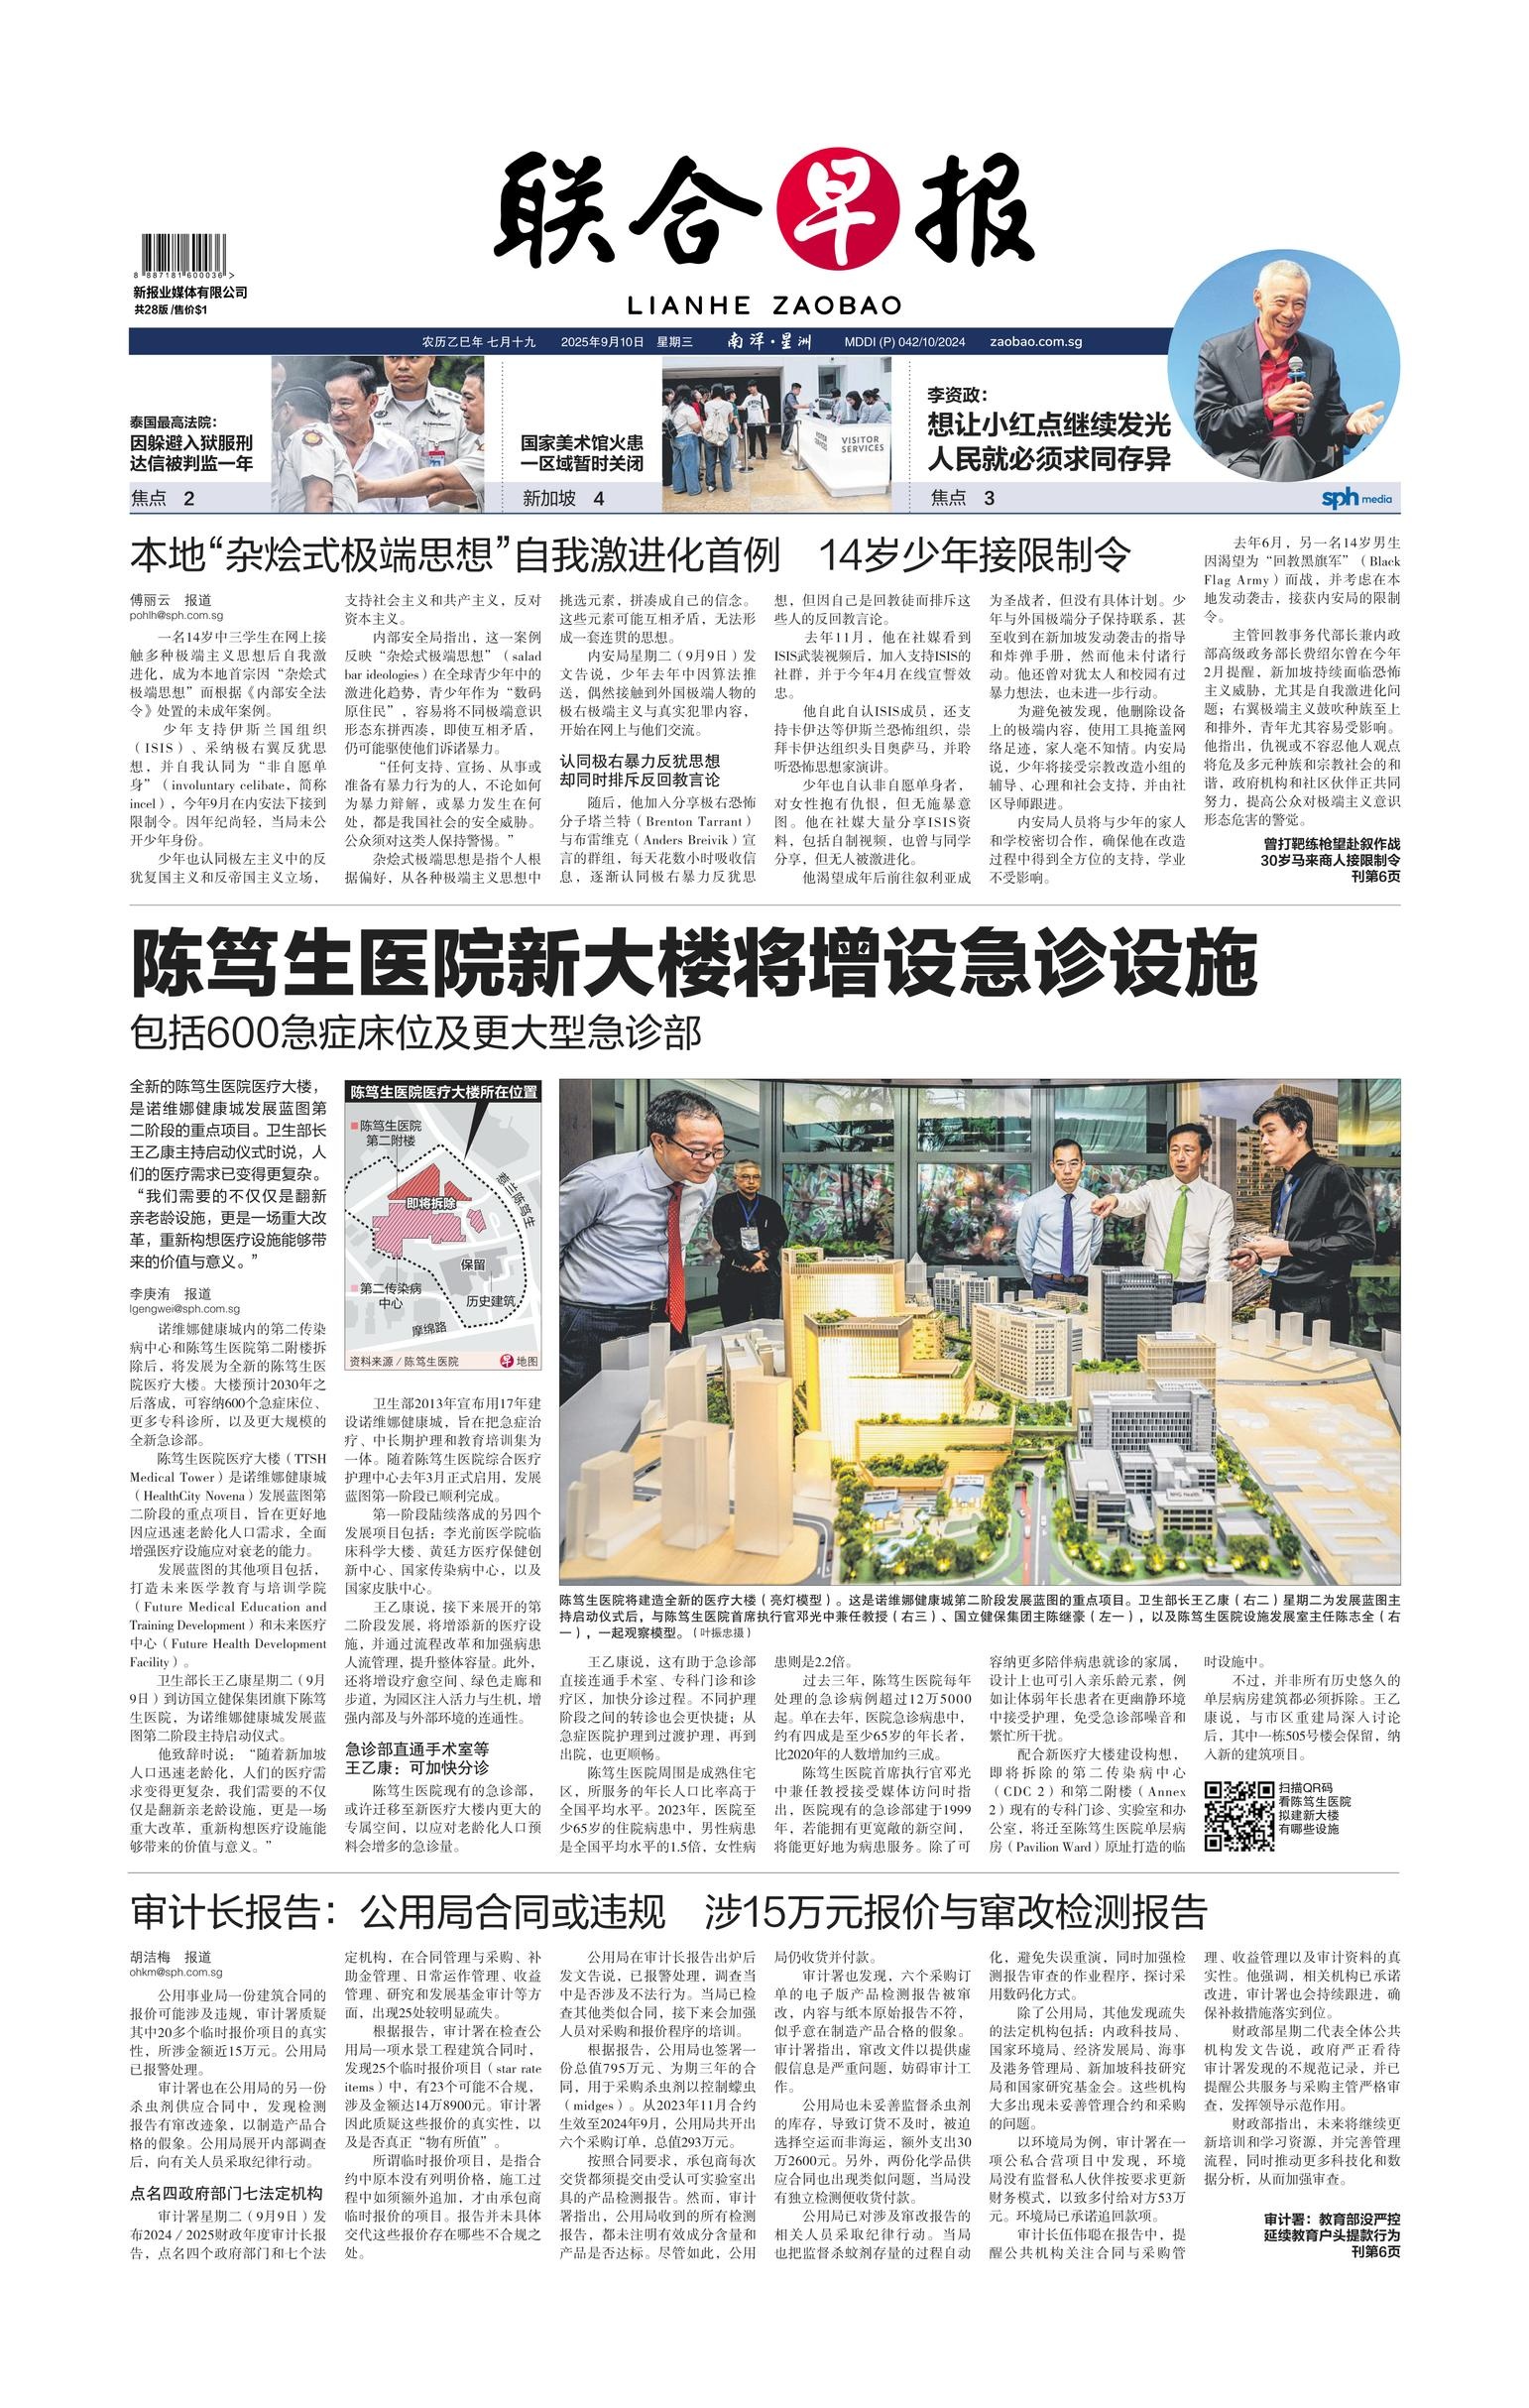 联合早报
LIANHE ZAOBAO
8 887181 600036 >
新报业媒体有限公司
共28版 /售价$1
农历乙巳年 七月十九 2025年9月10日 星期三 南洋·星洲 MDDI (P) 042/10/2024 zaobao.com.sg
泰国最高法院：
因躲避入狱服刑
达信被判监一年
焦点 2
国家美术馆火患
一区域暂时关闭
新加坡 4
VISITOR
SERVICES
李资政：
想让小红点继续发光
人民就必须求同存异
焦点 3
sph media
本地“杂烩式极端思想”自我激进化首例 14岁少年接限制令
傅丽云 报道
pohlh@sph.com.sg
一名14岁中三学生在网上接
触多种极端主义思想后自我激
进化，成为本地首宗因“杂烩式
极端思想”而根据《内部安全法
令》处置的未成年案例。
少年支持伊斯兰国组织
（ISIS）、采纳极右翼反犹思
想，并自我认同为“非自愿单
身”（involuntary celibate，简称
incel），今年9月在内安法下接到
限制令。因年纪尚轻，当局未公
开少年身份。
少年也认同极左主义中的反
犹复国主义和反帝国主义立场，
支持社会主义和共产主义，反对
资本主义。
内部安全局指出，这一案例
反映“杂烩式极端思想”（salad
bar ideologies）在全球青少年中的
激进化趋势，青少年作为“数码
原住民”，容易将不同极端意识
形态东拼西凑，即使互相矛盾，
仍可能驱使他们诉诸暴力。
“任何支持、宣扬、从事或
准备有暴力行为的人，不论如何
为暴力辩解，或暴力发生在何
处，都是我国社会的安全威胁。
公众须对这类人保持警惕。”
杂烩式极端思想是指个人根
据偏好，从各种极端主义思想中
挑选元素，拼凑成自己的信念。
这些元素可能互相矛盾，无法形
成一套连贯的思想。
内安局星期二（9月9日）发
文告说，少年去年中因算法推
送，偶然接触到外国极端人物的
极右极端主义与真实犯罪内容，
开始在网上与他们交流。
认同极右暴力反犹思想
却同时排斥反回教言论
随后，他加入分享极右恐怖
分子塔兰特（Brenton Tarrant）
与布雷维克（Anders Breivik）宣
言的群组，每天花数小时吸收信
息，逐渐认同极右暴力反犹思
想，但因自己是回教徒而排斥这
些人的反回教言论。
去年11月，他在社媒看到
ISIS武装视频后，加入支持ISIS的
社群，并于今年4月在线宣誓效
忠。
他自此自认ISIS成员，还支
持卡伊达等伊斯兰恐怖组织，崇
拜卡伊达组织头目奥萨马，并聆
听恐怖思想家演讲。
少年也自认非自愿单身者，
对女性抱有仇恨，但无施暴意
图。他在社媒大量分享ISIS资
料，包括自制视频，也曾与同学
分享，但无人被激进化。
他渴望成年后前往叙利亚成
为圣战者，但没有具体计划。少
年与外国极端分子保持联系，甚
至收到在新加坡发动袭击的指导
和炸弹手册，然而他未付诸行
动。他还曾对犹太人和校园有过
暴力想法，也未进一步行动。
为避免被发现，他删除设备
上的极端内容，使用工具掩盖网
络足迹，家人毫不知情。内安局
说，少年将接受宗教改造小组的
辅导、心理和社会支持，并由社
区导师跟进。
内安局人员将与少年的家人
和学校密切合作，确保他在改造
过程中得到全方位的支持，学业
不受影响。
去年6月，另一名14岁男生
因渴望为“回教黑旗军”（Black
Flag Army）而战，并考虑在本
地发动袭击，接获内安局的限制
令。
主管回教事务代部长兼内政
部高级政务部长费绍尔曾在今年
2月提醒，新加坡持续面临恐怖
主义威胁，尤其是自我激进化问
题；右翼极端主义鼓吹种族至上
和排外，青年尤其容易受影响。
他指出，仇视或不容忍他人观点
将危及多元种族和宗教社会的和
谐，政府机构和社区伙伴正共同
努力，提高公众对极端主义意识
形态危害的警觉。
曾打靶练枪望赴叙作战
30岁马来商人接限制令
刊第6页
陈笃生医院新大楼将增设急诊设施
包括600急症床位及更大型急诊部
全新的陈笃生医院医疗大楼，
是诺维娜健康城发展蓝图第
二阶段的重点项目。卫生部长
王乙康主持启动仪式时说，人
们的医疗需求已变得更复杂。
“我们需要的不仅仅是翻新
亲老龄设施，更是一场重大改
革，重新构想医疗设施能够带
来的价值与意义。”
李庚洧 报道
lgengwei@sph.com.sg
诺维娜健康城内的第二传染
病中心和陈笃生医院第二附楼拆
除后，将发展为全新的陈笃生医
院医疗大楼。大楼预计2030年之
后落成，可容纳600个急症床位、
更多专科诊所，以及更大规模的
全新急诊部。
陈笃生医院医疗大楼（TTSH
Medical Tower）是诺维娜健康城
（HealthCity Novena）发展蓝图第
二阶段的重点项目，旨在更好地
因应迅速老龄化人口需求，全面
增强医疗设施应对衰老的能力。
发展蓝图的其他项目包括，
打造未来医学教育与培训学院
（Future Medical Education and
Training Development）和未来医疗
中心（Future Health Development
Facility）。
卫生部长王乙康星期二（9月
9日）到访国立健保集团旗下陈笃
生医院，为诺维娜健康城发展蓝
图第二阶段主持启动仪式。
他致辞时说：“随着新加坡
人口迅速老龄化，人们的医疗需
求变得更复杂，我们需要的不仅
仅是翻新亲老龄设施，更是一场
重大改革，重新构想医疗设施能
够带来的价值与意义。”
陈笃生医院医疗大楼所在位置
陈笃生医院
第二附楼
即将拆除
惹兰陈笃生
保留
第二传染病
中心
历史建筑
摩绵路
资料来源／陈笃生医院 早 地图
卫生部2013年宣布用17年建
设诺维娜健康城，旨在把急症治
疗、中长期护理和教育培训集为
一体。随着陈笃生医院综合医疗
护理中心去年3月正式启用，发展
蓝图第一阶段已顺利完成。
第一阶段陆续落成的另四个
发展项目包括：李光前医学院临
床科学大楼、黄廷方医疗保健创
新中心、国家传染病中心，以及
国家皮肤中心。
王乙康说，接下来展开的第
二阶段发展，将增添新的医疗设
施，并通过流程改革和加强病患
人流管理，提升整体容量。此外，
还将增设疗愈空间、绿色走廊和
步道，为园区注入活力与生机，增
强内部及与外部环境的连通性。
急诊部直通手术室等
王乙康：可加快分诊
陈笃生医院现有的急诊部，
或许迁移至新医疗大楼内更大的
专属空间，以应对老龄化人口预
料会增多的急诊量。
NHG Health
陈笃生医院将建造全新的医疗大楼（亮灯模型）。这是诺维娜健康城第二阶段发展蓝图的重点项目。卫生部长王乙康（右二）星期二为发展蓝图主
持启动仪式后，与陈笃生医院首席执行官邓光中兼任教授（右三）、国立健保集团主陈继豪（左一），以及陈笃生医院设施发展室主任陈志全（右
一），一起观察模型。（叶振忠摄）
王乙康说，这有助于急诊部
直接连通手术室、专科门诊和诊
疗区，加快分诊过程。不同护理
阶段之间的转诊也会更快捷；从
急症医院护理到过渡护理，再到
出院，也更顺畅。
陈笃生医院周围是成熟住宅
区，所服务的年长人口比率高于
全国平均水平。2023年，医院至
少65岁的住院病患中，男性病患
是全国平均水平的1.5倍，女性病
患则是2.2倍。
过去三年，陈笃生医院每年
处理的急诊病例超过12万5000
起。单在去年，医院急诊病患中，
约有四成是至少65岁的年长者，
比2020年的人数增加约三成。
陈笃生医院首席执行官邓光
中兼任教授接受媒体访问时指
出，医院现有的急诊部建于1999
年，若能拥有更宽敞的新空间，
将能更好地为病患服务。除了可
容纳更多陪伴病患就诊的家属，
设计上也可引入亲乐龄元素，例
如让体弱年长患者在更幽静环境
中接受护理，免受急诊部噪音和
繁忙所干扰。
配合新医疗大楼建设构想，
即将拆除的第二传染病中心
（CDC 2）和第二附楼（Annex
2）现有的专科门诊、实验室和办
公室，将迁至陈笃生医院单层病
房（Pavilion Ward）原址打造的临
时设施中。
不过，并非所有历史悠久的
单层病房建筑都必须拆除。王乙
康说，与市区重建局深入讨论
后，其中一栋505号楼会保留，纳
入新的建筑项目。
扫描QR码
看陈笃生医院
拟建新大楼
有哪些设施
审计长报告：公用局合同或违规 涉15万元报价与窜改检测报告
胡洁梅 报道
ohkm@sph.com.sg
公用事业局一份建筑合同的
报价可能涉及违规，审计署质疑
其中20多个临时报价项目的真实
性，所涉金额近15万元。公用局
已报警处理。
审计署也在公用局的另一份
杀虫剂供应合同中，发现检测
报告有窜改迹象，以制造产品合
格的假象。公用局展开内部调查
后，向有关人员采取纪律行动。
点名四政府部门七法定机构
审计署星期二（9月9日）发
布2024／2025财政年度审计长报
告，点名四个政府部门和七个法
定机构，在合同管理与采购、补
助金管理、日常运作管理、收益
管理、研究和发展基金审计等方
面，出现25处较明显疏失。
根据报告，审计署在检查公
用局一项水景工程建筑合同时，
发现25个临时报价项目（star rate
items）中，有23个可能不合规，
涉及金额达14万8900元。审计署
因此质疑这些报价的真实性，以
及是否真正“物有所值”。
所谓临时报价项目，是指合
约中原本没有列明价格，施工过
程中如须额外追加，才由承包商
临时报价的项目。报告并未具体
交代这些报价存在哪些不合规之
处。
公用局在审计长报告出炉后
发文告说，已报警处理，调查当
中是否涉及不法行为。当局已检
查其他类似合同，接下来会加强
人员对采购和报价程序的培训。
根据报告，公用局也签署一
份总值795万元、为期三年的合
同，用于采购杀虫剂以控制蠓虫
（midges）。从2023年11月合约
生效至2024年9月，公用局共开出
六个采购订单，总值293万元。
按照合同要求，承包商每次
交货都须提交由受认可实验室出
具的产品检测报告。然而，审计
署指出，公用局收到的所有检测
报告，都未注明有效成分含量和
产品是否达标。尽管如此，公用
局仍收货并付款。
审计署也发现，六个采购订
单的电子版产品检测报告被窜
改，内容与纸本原始报告不符，
似乎意在制造产品合格的假象。
审计署指出，窜改文件以提供虚
假信息是严重问题，妨碍审计工
作。
公用局也未妥善监督杀虫剂
的库存，导致订货不及时，被迫
选择空运而非海运，额外支出30
万2600元。另外，两份化学品供
应合同也出现类似问题，当局没
有独立检测便收货付款。
公用局已对涉及窜改报告的
相关人员采取纪律行动。当局
也把监督杀蚊剂存量的过程自动
化，避免失误重演，同时加强检
测报告审查的作业程序，探讨采
用数码化方式。
除了公用局，其他发现疏失
的法定机构包括：内政科技局、
国家环境局、经济发展局、海事
及港务管理局、新加坡科技研究
局和国家研究基金会。这些机构
大多出现未妥善管理合约和采购
的问题。
以环境局为例，审计署在一
项公私合营项目中发现，环境
局没有监督私人伙伴按要求更新
财务模式，以致多付给对方53万
元。环境局已承诺追回款项。
审计长伍伟聪在报告中，提
醒公共机构关注合同与采购管
理、收益管理以及审计资料的真
实性。他强调，相关机构已承诺
改进，审计署也会持续跟进，确
保补救措施落实到位。
财政部星期二代表全体公共
机构发文告说，政府严正看待
审计署发现的不规范记录，并已
提醒公共服务与采购主管严格审
查，发挥领导示范作用。
财政部指出，未来将继续更
新培训和学习资源，并完善管理
流程，同时推动更多科技化和数
据分析，从而加强审查。
审计署：教育部没严控
延续教育户头提款行为
刊第6页